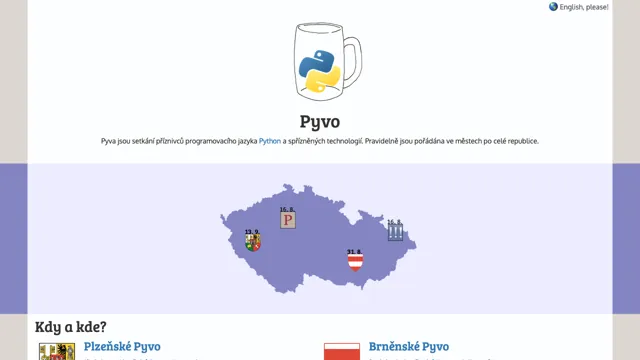 English, please!
Pyvo
Pyva jsou setkání příznivců programovacího jazyka Python a spřízněných technologií. Pravidelně jsou pořádána ve městech po celé republice.
16. 8.
P
16. 8.
13. 9.
31. 8.
Kdy a kde?
Plzeňské Pyvo
Brněnské Pyvo